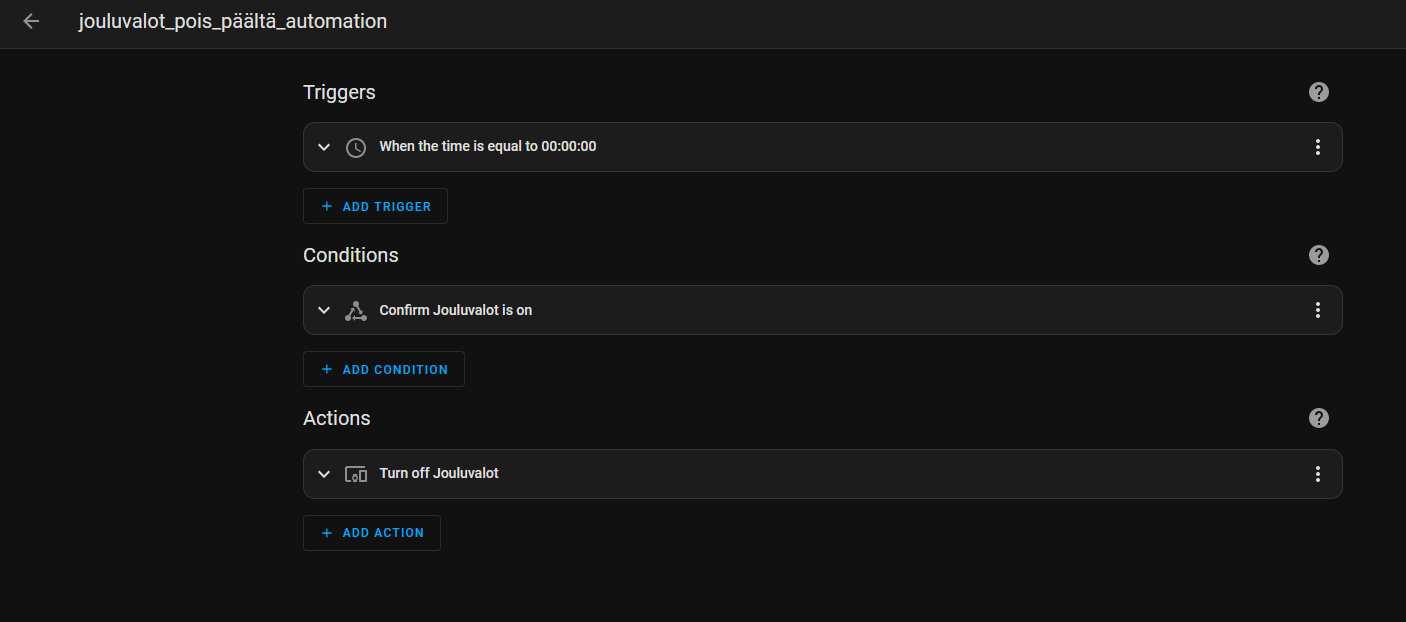 jouluvalot_pois_päältä_automation
Triggers
When the time is equal to 00:00:00
+ ADD TRIGGER
Conditions
Confirm Jouluvalot is on
+ ADD CONDITION
Actions
Turn off Jouluvalot
+ ADD ACTION